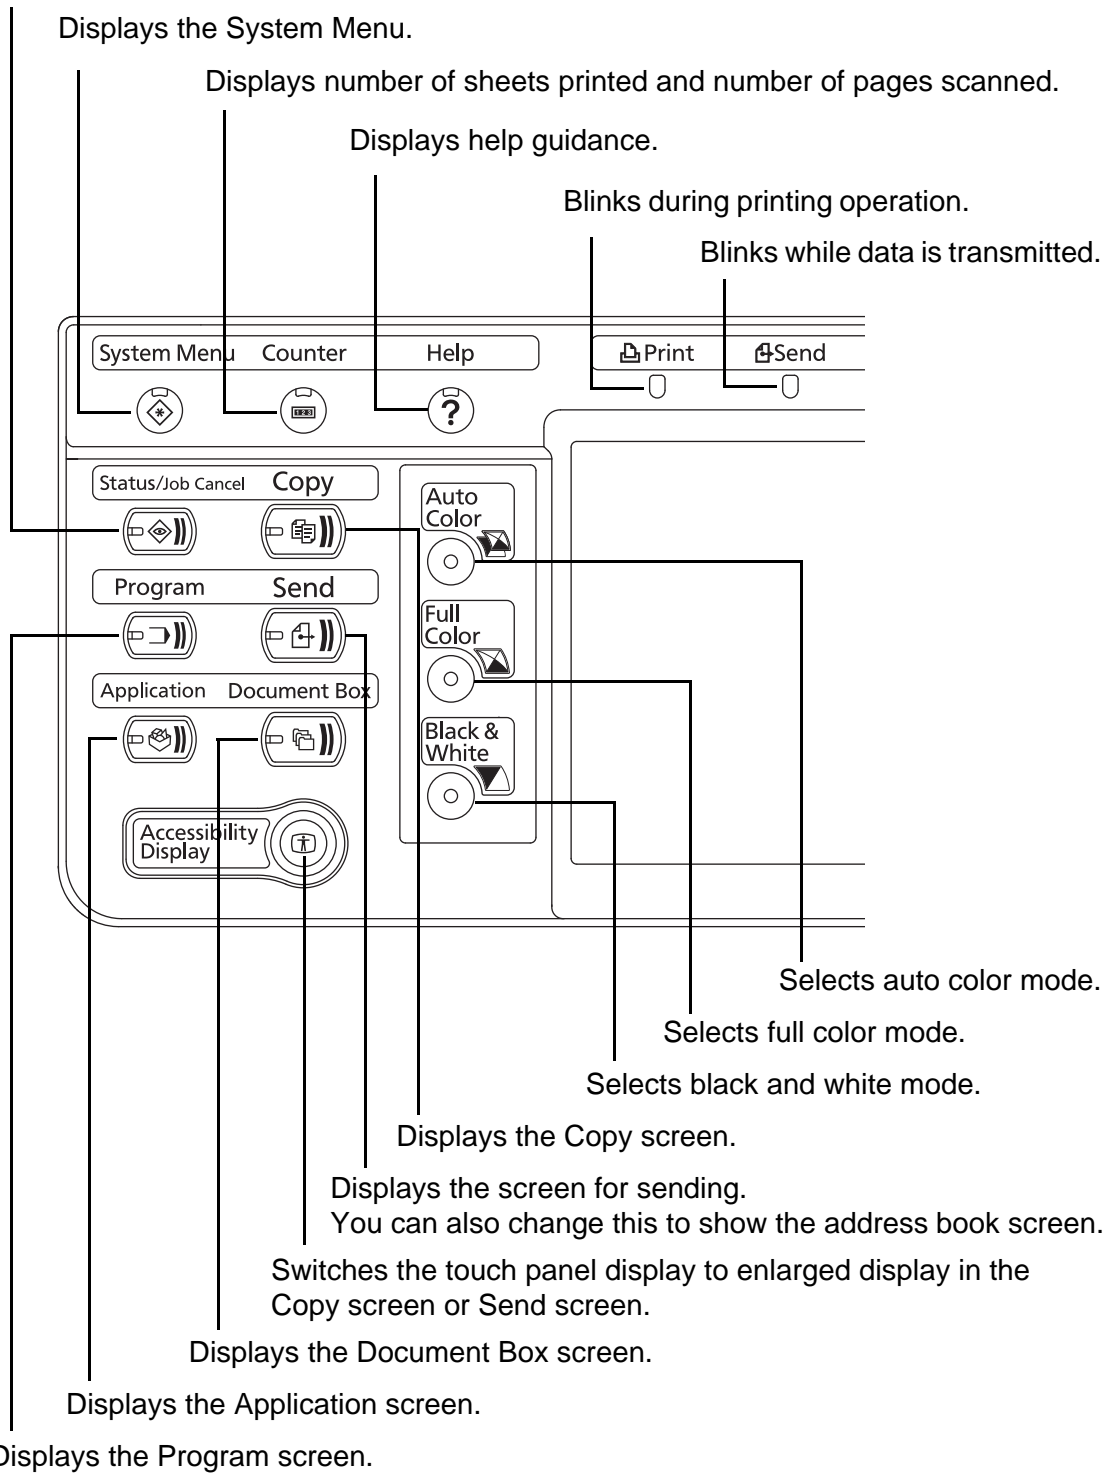 Displays the System Menu.
Displays number of sheets printed and number of pages scanned.
Displays help guidance.
Blinks during printing operation.
Blinks while data is transmitted.
System Menu Counter Help
Print Send
1 2 3
?
Status/Job Cancel Copy
Auto
Color
Program Send
Full
Color
Application Document Box
Black &
White
Accessibility
Display
Selects auto color mode.
Selects full color mode.
Selects black and white mode.
Displays the Copy screen.
Displays the screen for sending.
You can also change this to show the address book screen.
Switches the touch panel display to enlarged display in the
Copy screen or Send screen.
Displays the Document Box screen.
Displays the Application screen.
Displays the Program screen.